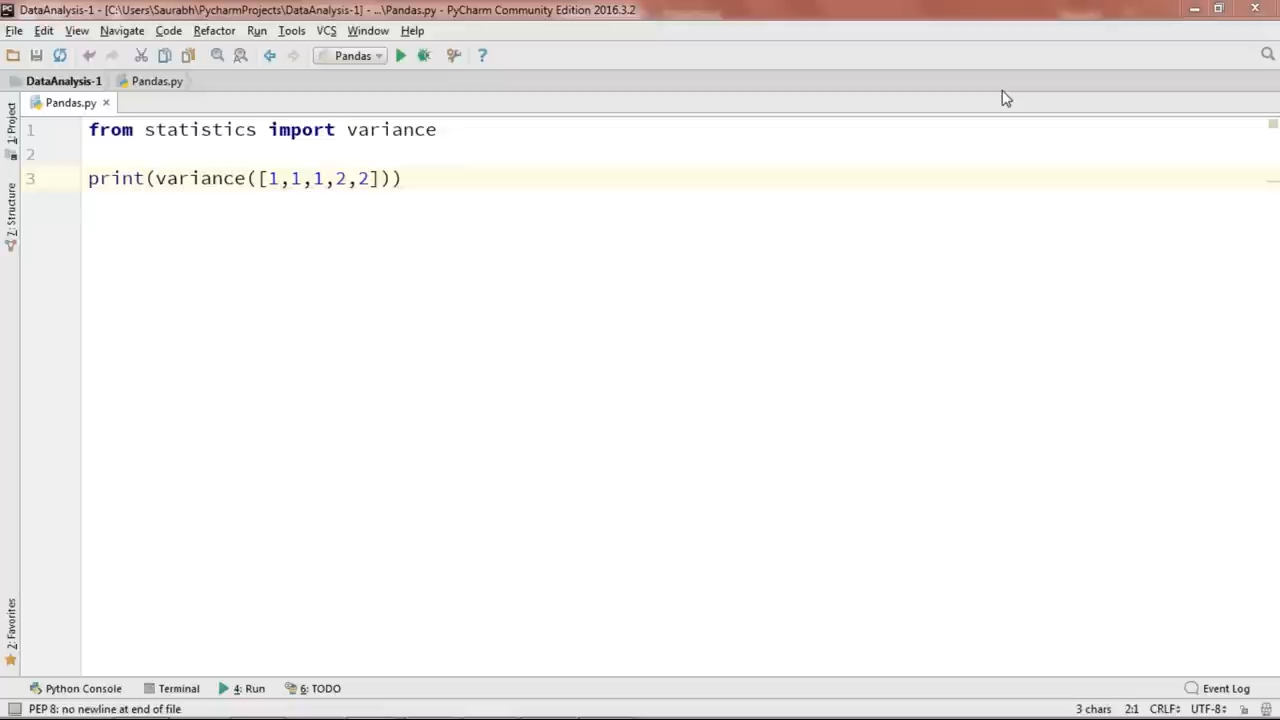 PC DataAnalysis-1 - [C:\Users\Saurabh\PycharmProjects\DataAnalysis-1] - ...\Pandas.py - PyCharm Community Edition 2016.3.2
File Edit View Navigate Code Refactor Run Tools VCS Window Help
Pandas ?
DataAnalysis-1 Pandas.py
Pandas.py
1: Project
7: Structure
2: Favorites
1 from statistics import variance
2
3 print(variance([1,1,1,2,2]))
Python Console Terminal 4: Run 6: TODO Event Log
PEP 8: no newline at end of file 3 chars 2:1 CRLF÷ UTF-8÷